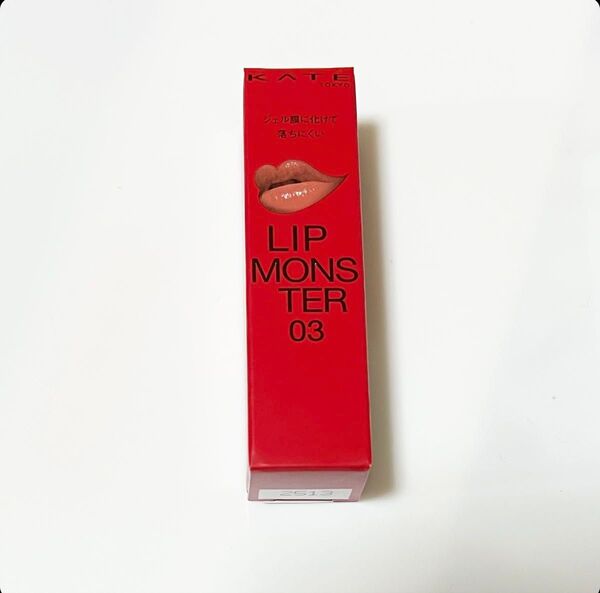 KATE
TOKYO
ジェル膜に化けて
落ちにくい
LIP
MONS
TER
03
2513